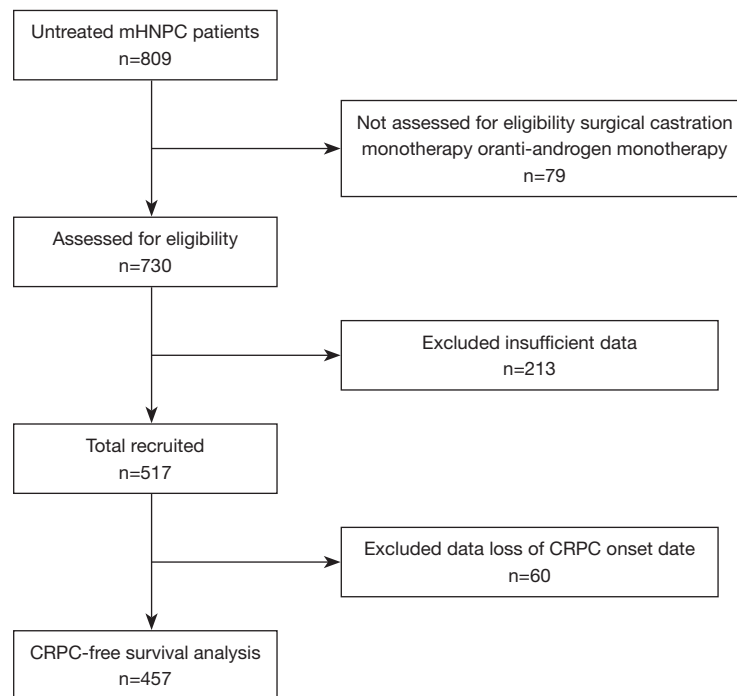 Untreated mHNPC patients
n=809
Not assessed for eligibility surgical castration
monotherapy oranti-androgen monotherapy
n=79
Assessed for eligibility
n=730
Excluded insufficient data
n=213
Total recruited
n=517
Excluded data loss of CRPC onset date
n=60
CRPC-free survival analysis
n=457